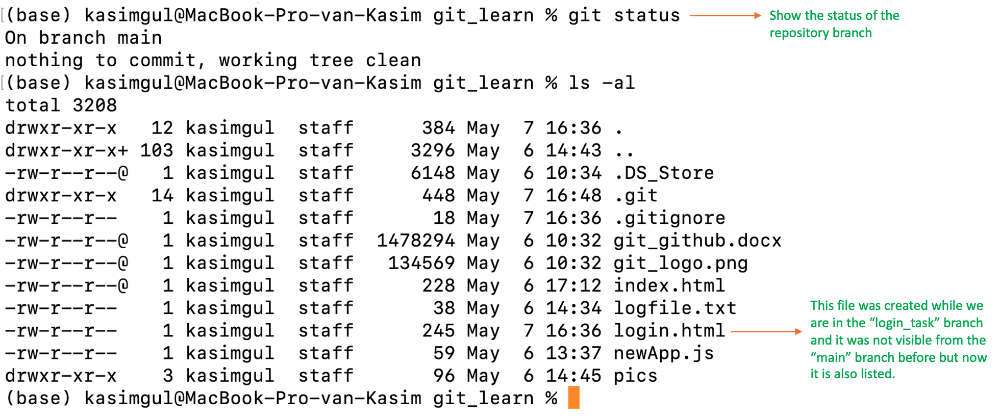 (base) kasimgul@MacBook-Pro-van-Kasim git_learn % git status
Show the status of the
repository branch
On branch main
nothing to commit, working tree clean
(base) kasimgul@MacBook-Pro-van-Kasim git_learn % ls -al
total 3208
drwxr-xr-x   12 kasimgul  staff      384 May  7 16:36 .
drwxr-xr-x+ 103 kasimgul  staff     3296 May  6 14:43 ..
-rw-r--r--@   1 kasimgul  staff     6148 May  6 10:34 .DS_Store
drwxr-xr-x   14 kasimgul  staff      448 May  7 16:48 .git
-rw-r--r--    1 kasimgul  staff       18 May  7 16:36 .gitignore
-rw-r--r--@   1 kasimgul  staff  1478294 May  6 10:32 git_github.docx
-rw-r--r--@   1 kasimgul  staff   134569 May  6 10:32 git_logo.png
-rw-r--r--@   1 kasimgul  staff      228 May  6 17:12 index.html
-rw-r--r--    1 kasimgul  staff       38 May  6 14:34 logfile.txt
-rw-r--r--    1 kasimgul  staff      245 May  7 16:36 login.html
-rw-r--r--    1 kasimgul  staff       59 May  6 13:37 newApp.js
drwxr-xr-x    3 kasimgul  staff       96 May  6 14:45 pics
This file was created while we
are in the “login_task” branch
and it was not visible from the
“main” branch before but now
it is also listed.
(base) kasimgul@MacBook-Pro-van-Kasim git_learn %